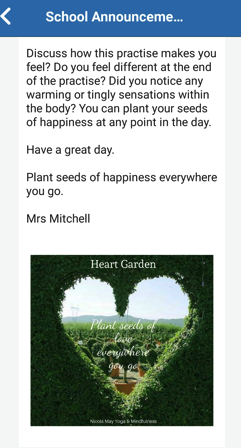 School Announceme...
Discuss how this practise makes you
feel? Do you feel different at the end
of the practise? Did you notice any
warming or tingly sensations within
the body? You can plant your seeds
of happiness at any point in the day.
Have a great day.
Plant seeds of happiness everywhere
you go.
Mrs Mitchell
Heart Garden
Plant seeds of
love
everywhere
you go
Nicola May Yoga & Mindfulness